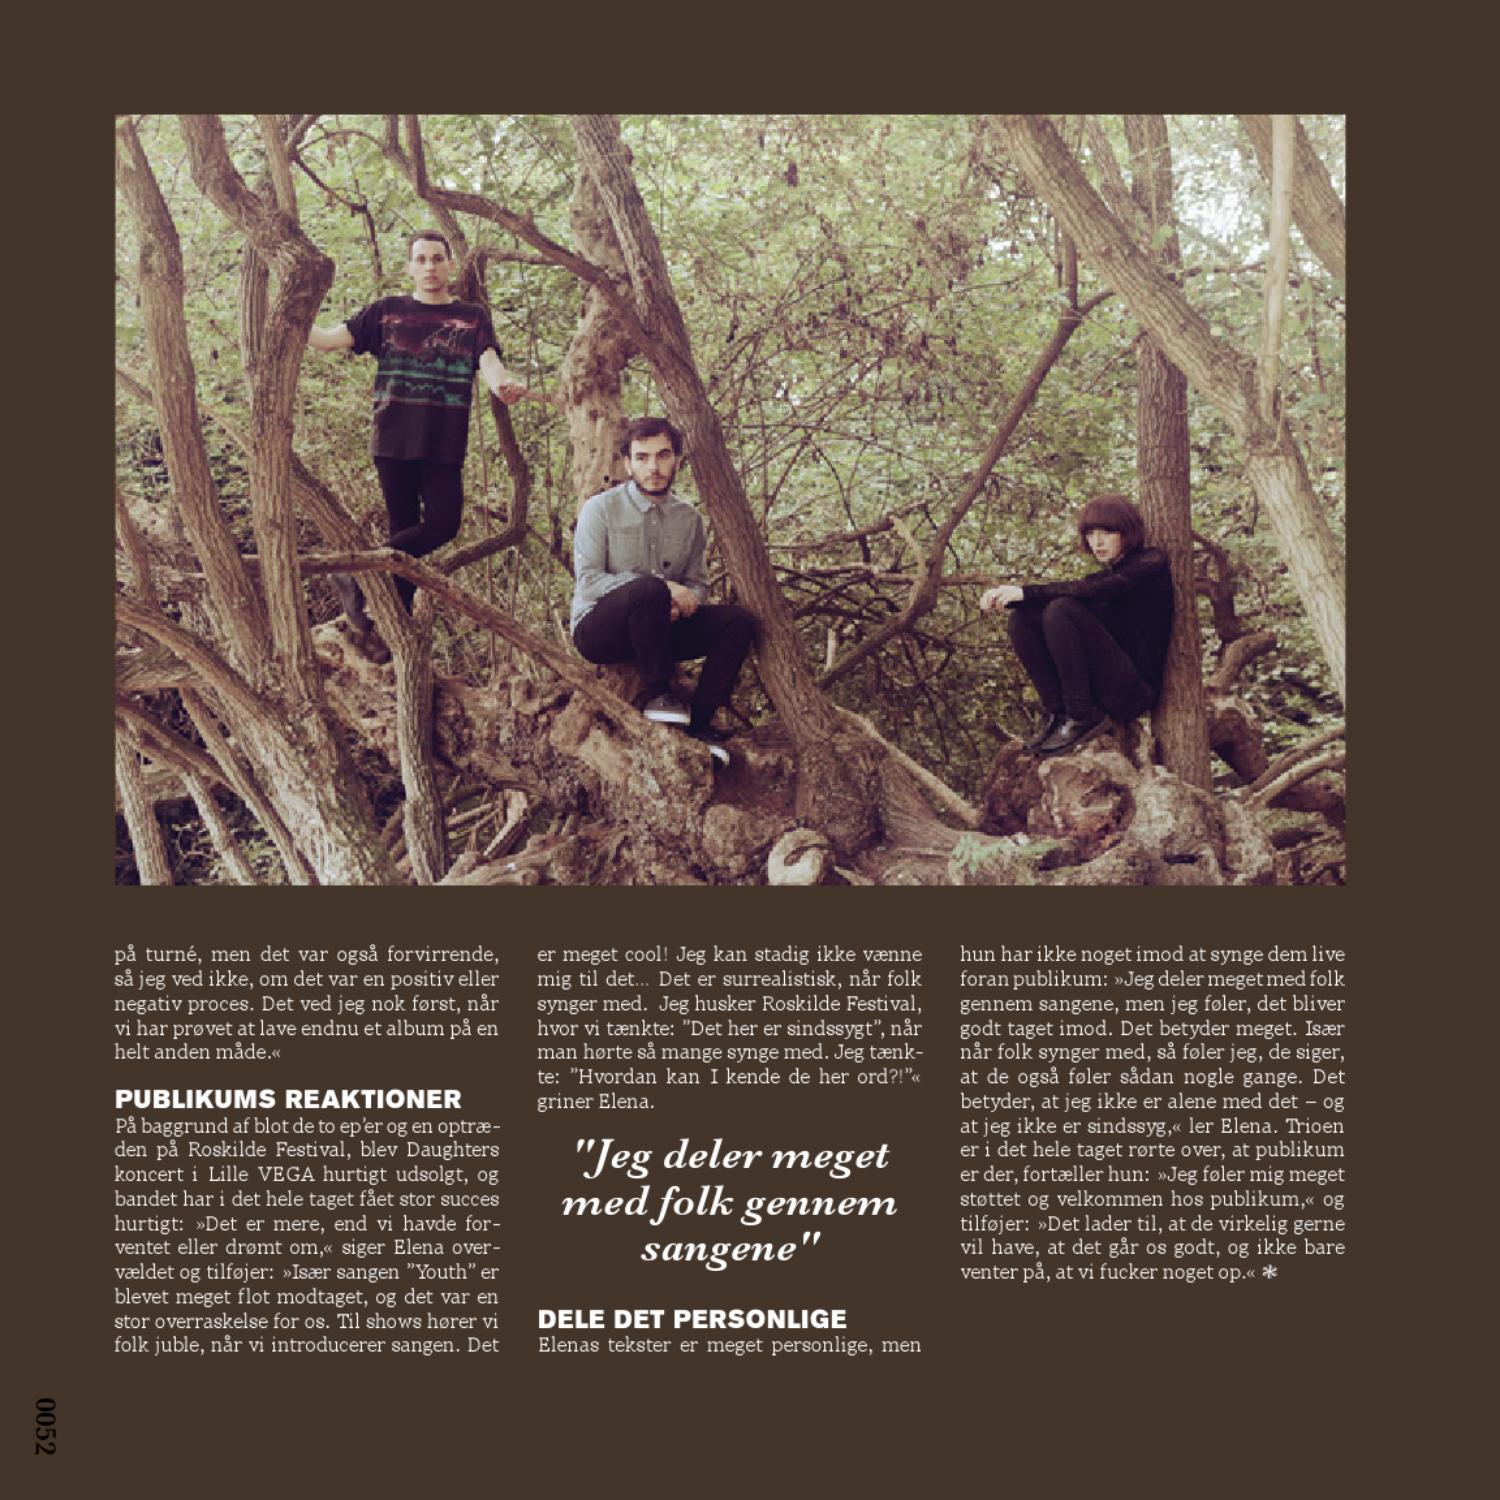 på turné, men det var også forvirrende,
så jeg ved ikke, om det var en positiv eller
negativ proces. Det ved jeg nok først, når
vi har prøvet at lave endnu et album på en
helt anden måde.«
PUBLIKUMS REAKTIONER
På baggrund af blot de to ep'er og en optræ-
den på Roskilde Festival, blev Daughters
koncert i Lille VEGA hurtigt udsolgt, og
bandet har i det hele taget fået stor succes
hurtigt: »Det er mere, end vi havde for-
ventet eller drømt om,« siger Elena over-
vældet og tilføjer: »Især sangen ”Youth” er
blevet meget flot modtaget, og det var en
stor overraskelse for os. Til shows hører vi
folk juble, når vi introducerer sangen. Det
er meget cool! Jeg kan stadig ikke vænne
mig til det... Det er surrealistisk, når folk
synger med. Jeg husker Roskilde Festival,
hvor vi tænkte: ”Det her er sindssygt”, når
man hørte så mange synge med. Jeg tænk-
te: ”Hvordan kan I kende de her ord?!”«
griner Elena.
"Jeg deler meget
med folk gennem
sangene"
DELE DET PERSONLIGE
Elenas tekster er meget personlige, men
hun har ikke noget imod at synge dem live
foran publikum: »Jeg deler meget med folk
gennem sangene, men jeg føler, det bliver
godt taget imod. Det betyder meget. Især
når folk synger med, så føler jeg, de siger,
at de også føler sådan nogle gange. Det
betyder, at jeg ikke er alene med det – og
at jeg ikke er sindssyg,« ler Elena. Trioen
er i det hele taget rørte over, at publikum
er der, fortæller hun: »Jeg føler mig meget
støttet og velkommen hos publikum,« og
tilføjer: »Det lader til, at de virkelig gerne
vil have, at det går os godt, og ikke bare
venter på, at vi fucker noget op.« ✻
0052